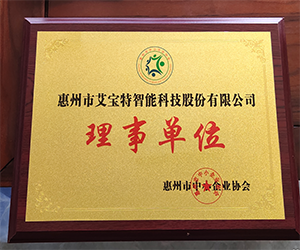 惠州市艾宝特智能科技股份有限公司
理事单位
惠州市中小企业协会